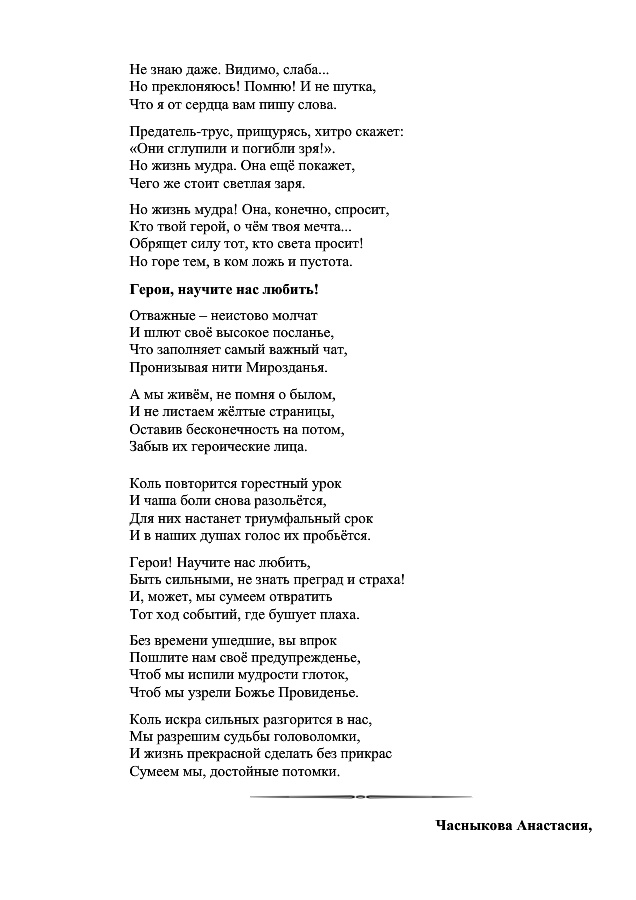 Не знаю даже. Видимо, слаба...
Но преклоняюсь! Помню! И не шутка,
Что я от сердца вам пишу слова.
Предатель-трус, прищурясь, хитро скажет:
«Они сглупили и погибли зря!».
Но жизнь мудра. Она ещё покажет,
Чего же стоит светлая заря.
Но жизнь мудра! Она, конечно, спросит,
Кто твой герой, о чём твоя мечта...
Обрящет силу тот, кто света просит!
Но горе тем, в ком ложь и пустота.
Герои, научите нас любить!
Отважные – неистово молчат
И шлют своё высокое посланье,
Что заполняет самый важный чат,
Пронизывая нити Мирозданья.
А мы живём, не помня о былом,
И не листаем жёлтые страницы,
Оставив бесконечность на потом,
Забыв их героические лица.
Коль повторится горестный урок
И чаша боли снова разольётся,
Для них настанет триумфальный срок
И в наших душах голос их пробьётся.
Герои! Научите нас любить,
Быть сильными, не знать преград и страха!
И, может, мы сумеем отвратить
Тот ход событий, где бушует плаха.
Без времени ушедшие, вы впрок
Пошлите нам своё предупрежденье,
Чтоб мы испили мудрости глоток,
Чтоб мы узрели Божье Провиденье.
Коль искра сильных разгорится в нас,
Мы разрешим судьбы головоломки,
И жизнь прекрасной сделать без прикрас
Сумеем мы, достойные потомки.
Часныкова Анастасия,